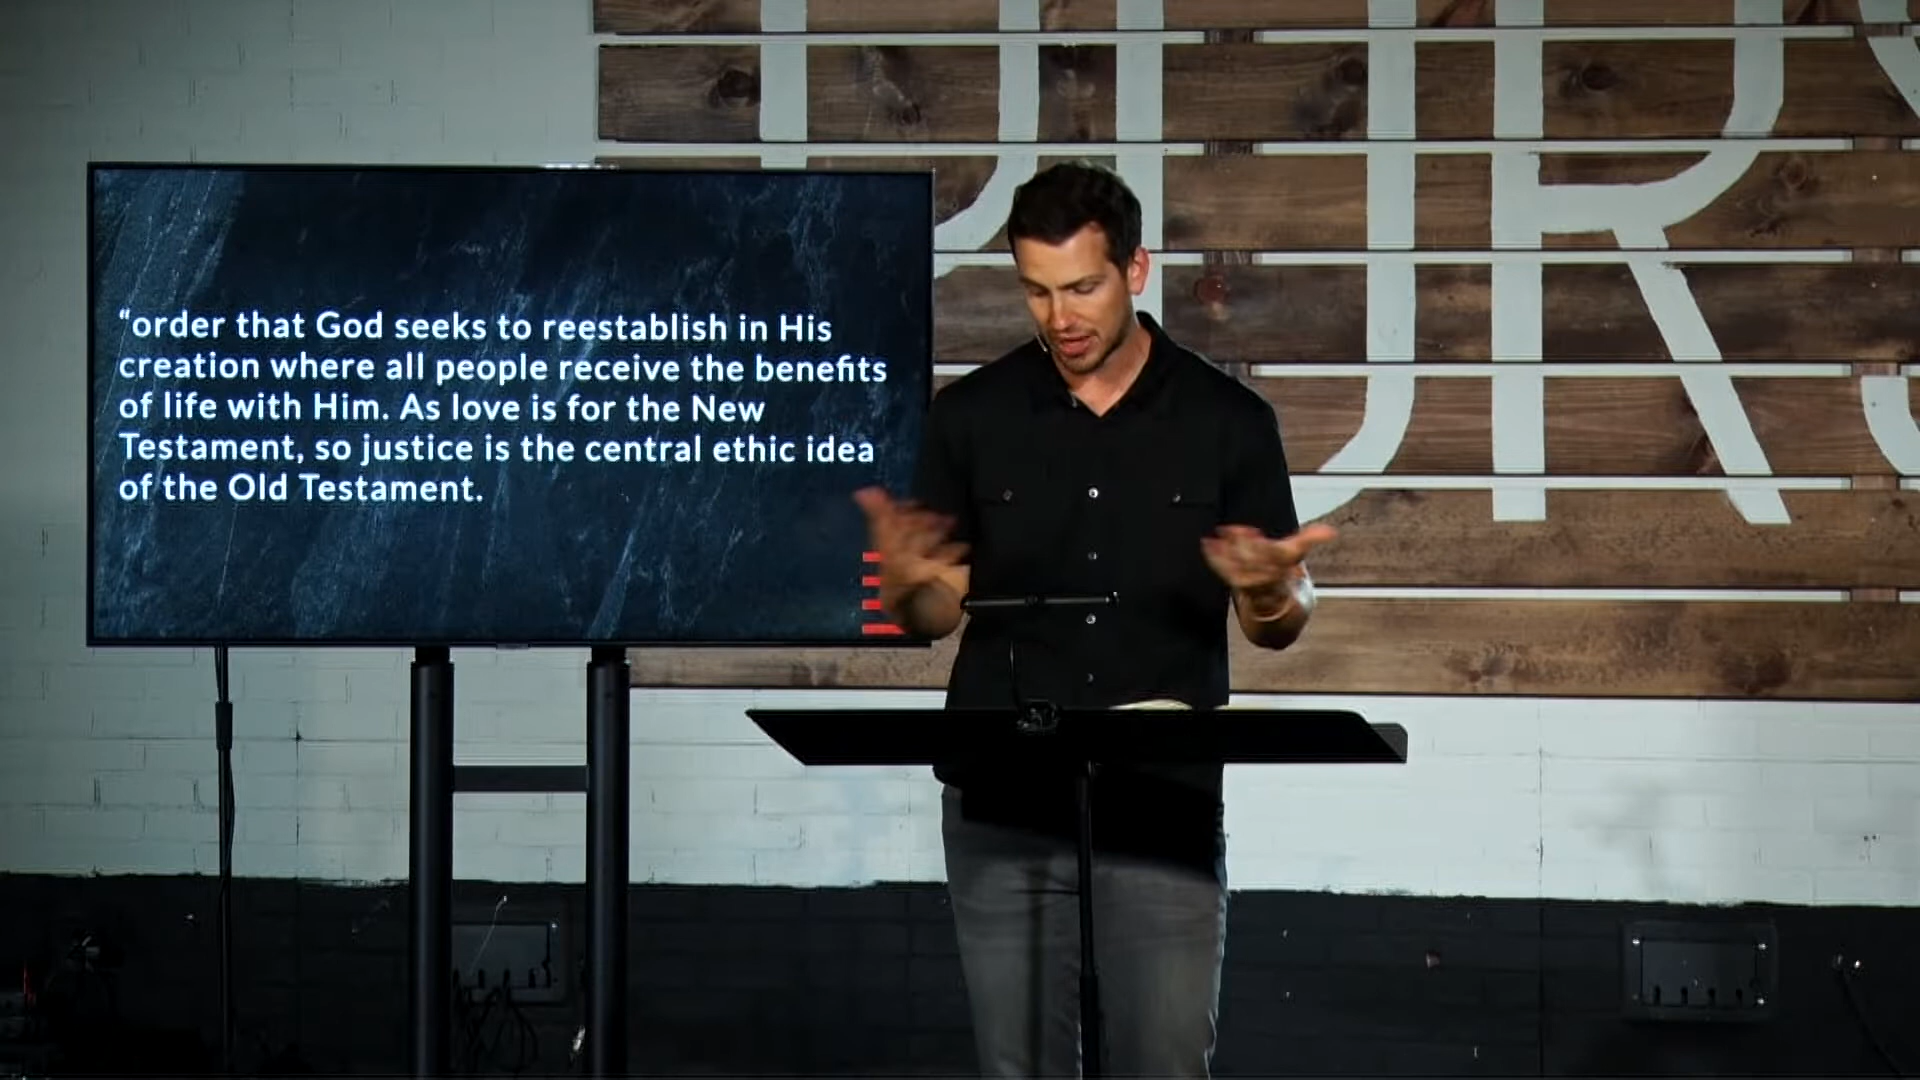 “order that God seeks to reestablish in His
creation where all people receive the benefits
of life with Him. As love is for the New
Testament, so justice is the central ethic idea
of the Old Testament.